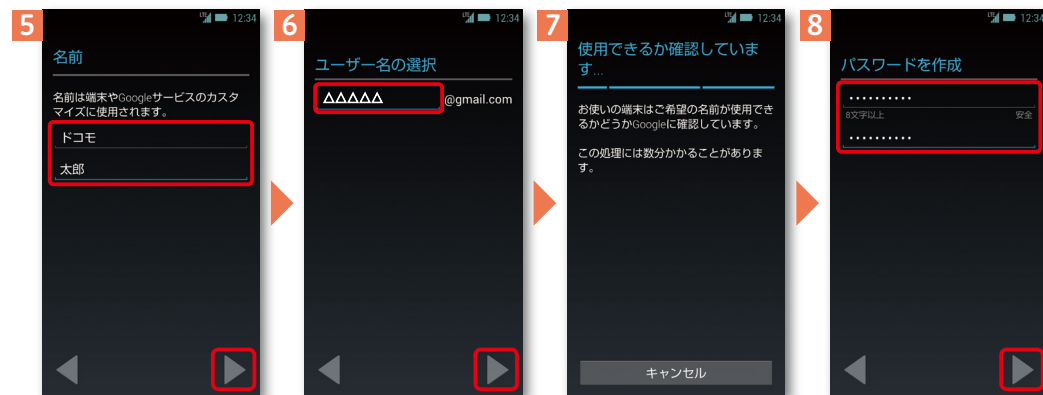 5
LTE 12:34
名前
名前は端末やGoogleサービスのカスタ
マイズに使用されます。
ドコモ
太郎
6
LTE 12:34
ユーザー名の選択
△△△△△ @gmail.com
7
LTE 12:34
使用できるか確認していま
す...
お使いの端末はご希望の名前が使用でき
るかどうかGoogleに確認しています。
この処理には数分かかることがありま
す。
キャンセル
8
LTE 12:34
パスワードを作成
••••••••••
8文字以上 安全
••••••••••